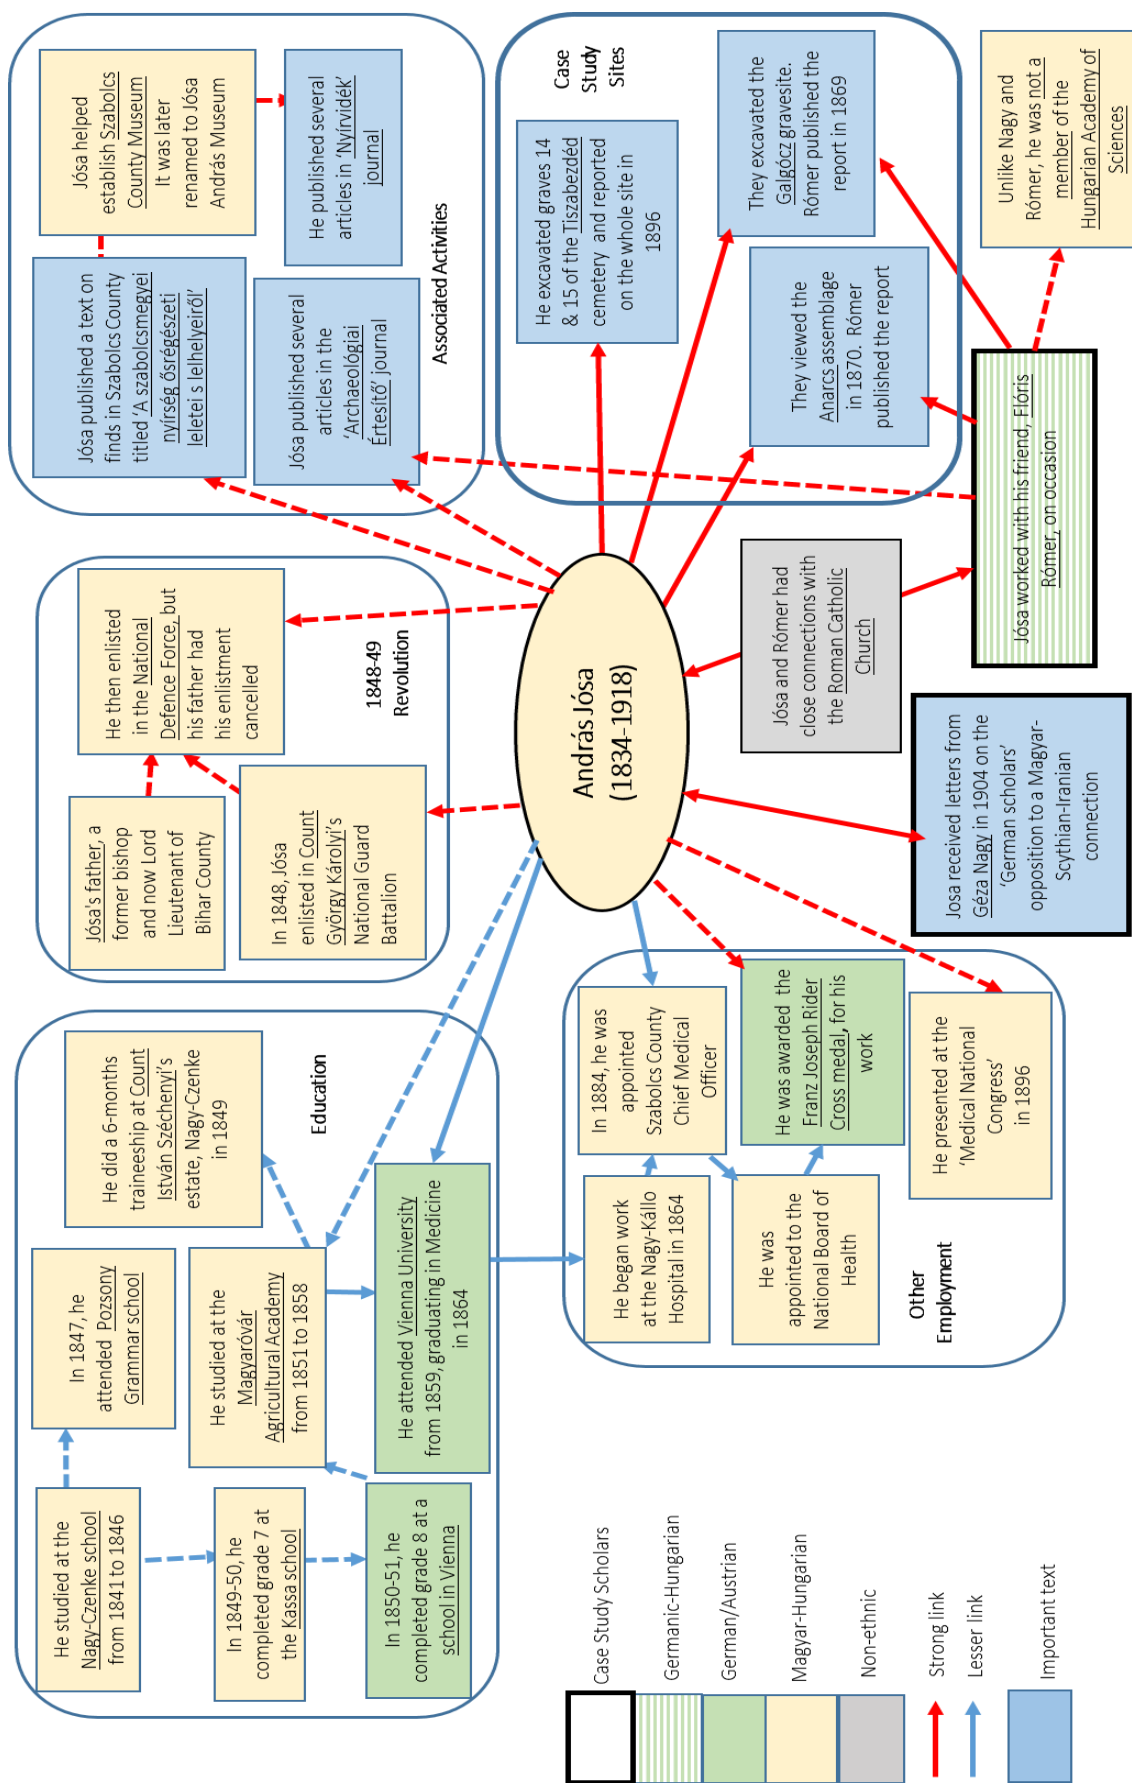 He studied at the
Nagy-Czenke school
from 1841 to 1846
In 1847, he
attended Pozsony
Grammar school
He did a 6-months
traineeship at Count
István Széchenyi's
estate, Nagy-Czenke
in 1849
In 1849-50, he
completed grade 7 at
the Kassa school
He studied at the
Magyaróvár
Agricultural Academy
from 1851 to 1858
Education
In 1850-51, he
completed grade 8 at a
school in Vienna
He attended Vienna University
from 1859, graduating in Medicine
in 1864
Jósa's father, a
former bishop
and now Lord
Lieutenant of
Bihar County
He then enlisted
in the National
Defence Force, but
his father had
his enlistment
cancelled
In 1848, Jósa
enlisted in Count
György Károlyi's
National Guard
Battalion
1848-49
Revolution
Jósa published a text on
finds in Szabolcs County
titled 'A szabolcsmegyei
nyírség ősrégészeti
leletei s lelhelyeiről'
Jósa helped
establish Szabolcs
County Museum
It was later
renamed to Jósa
András Museum
Jósa published several
articles in the
'Archaeológiai
Értesítő' journal
He published several
articles in 'Nyírvidék'
journal
Associated Activities
András Jósa
(1834-1918)
Case
Study
Sites
He excavated graves 14
& 15 of the Tiszabezdéd
cemetery and reported
on the whole site in
1896
They excavated the
Galgócz gravesite.
Rómer published the
report in 1869
They viewed the
Anarcs assemblage
in 1870. Rómer
published the report
He began work
at the Nagy-Kálló
Hospital in 1864
In 1884, he was
appointed
Szabolcs County
Chief Medical
Officer
He was
appointed to the
National Board of
Health
He was awarded the
Franz Joseph Rider
Cross medal, for his
work
Other
Employment
He presented at the
'Medical National
Congress'
in 1896
Josa received letters from
Géza Nagy in 1904 on the
'German scholars'
opposition to a Magyar-
Scythian-Iranian
connection
Jósa and Rómer had
close connections with
the Roman Catholic
Church
Jósa worked with his friend, Flóris
Rómer, on occasion
Unlike Nagy and
Rómer, he was not a
member of the
Hungarian Academy of
Sciences
Case Study Scholars
Germanic-Hungarian
German/Austrian
Magyar-Hungarian
Non-ethnic
Strong link
Lesser link
Important text